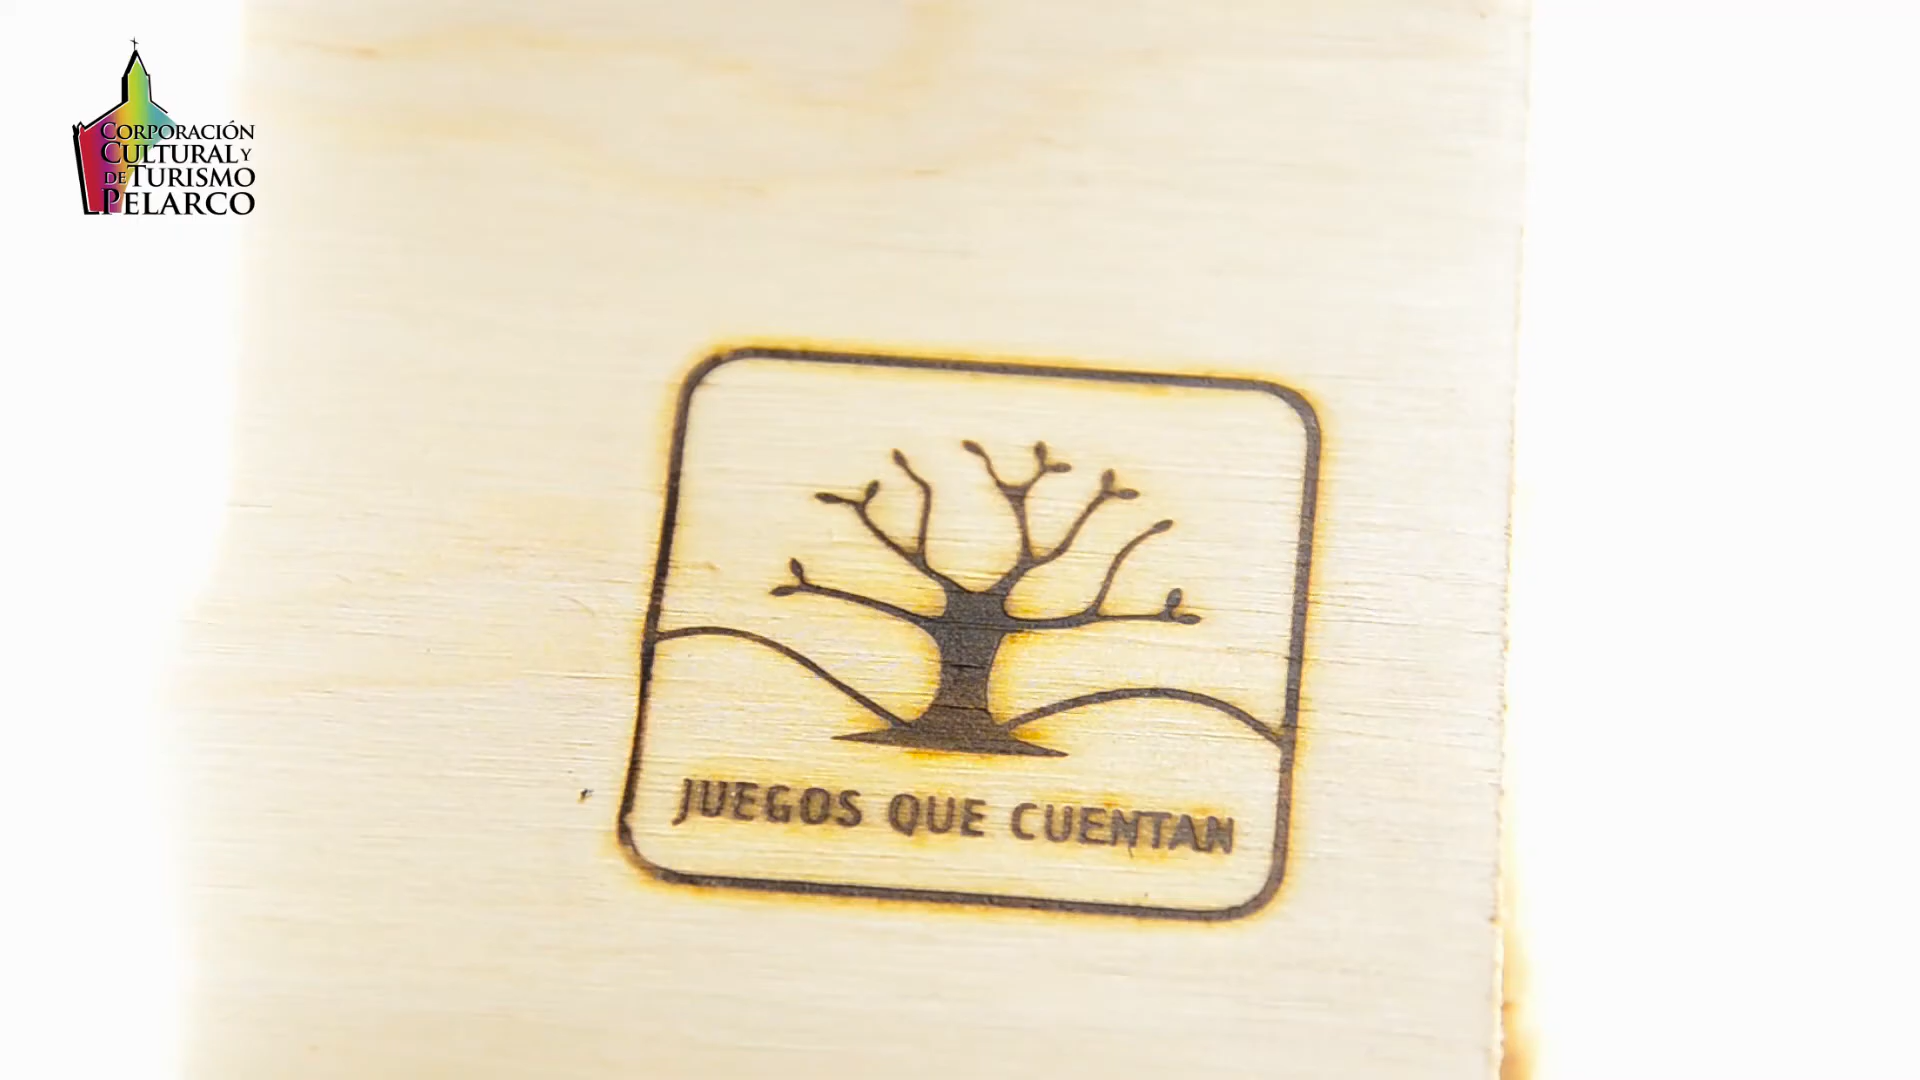 CORPORACIÓN
CULTURAL Y
DE TURISMO
PELARCO
JUEGOS QUE CUENTAN